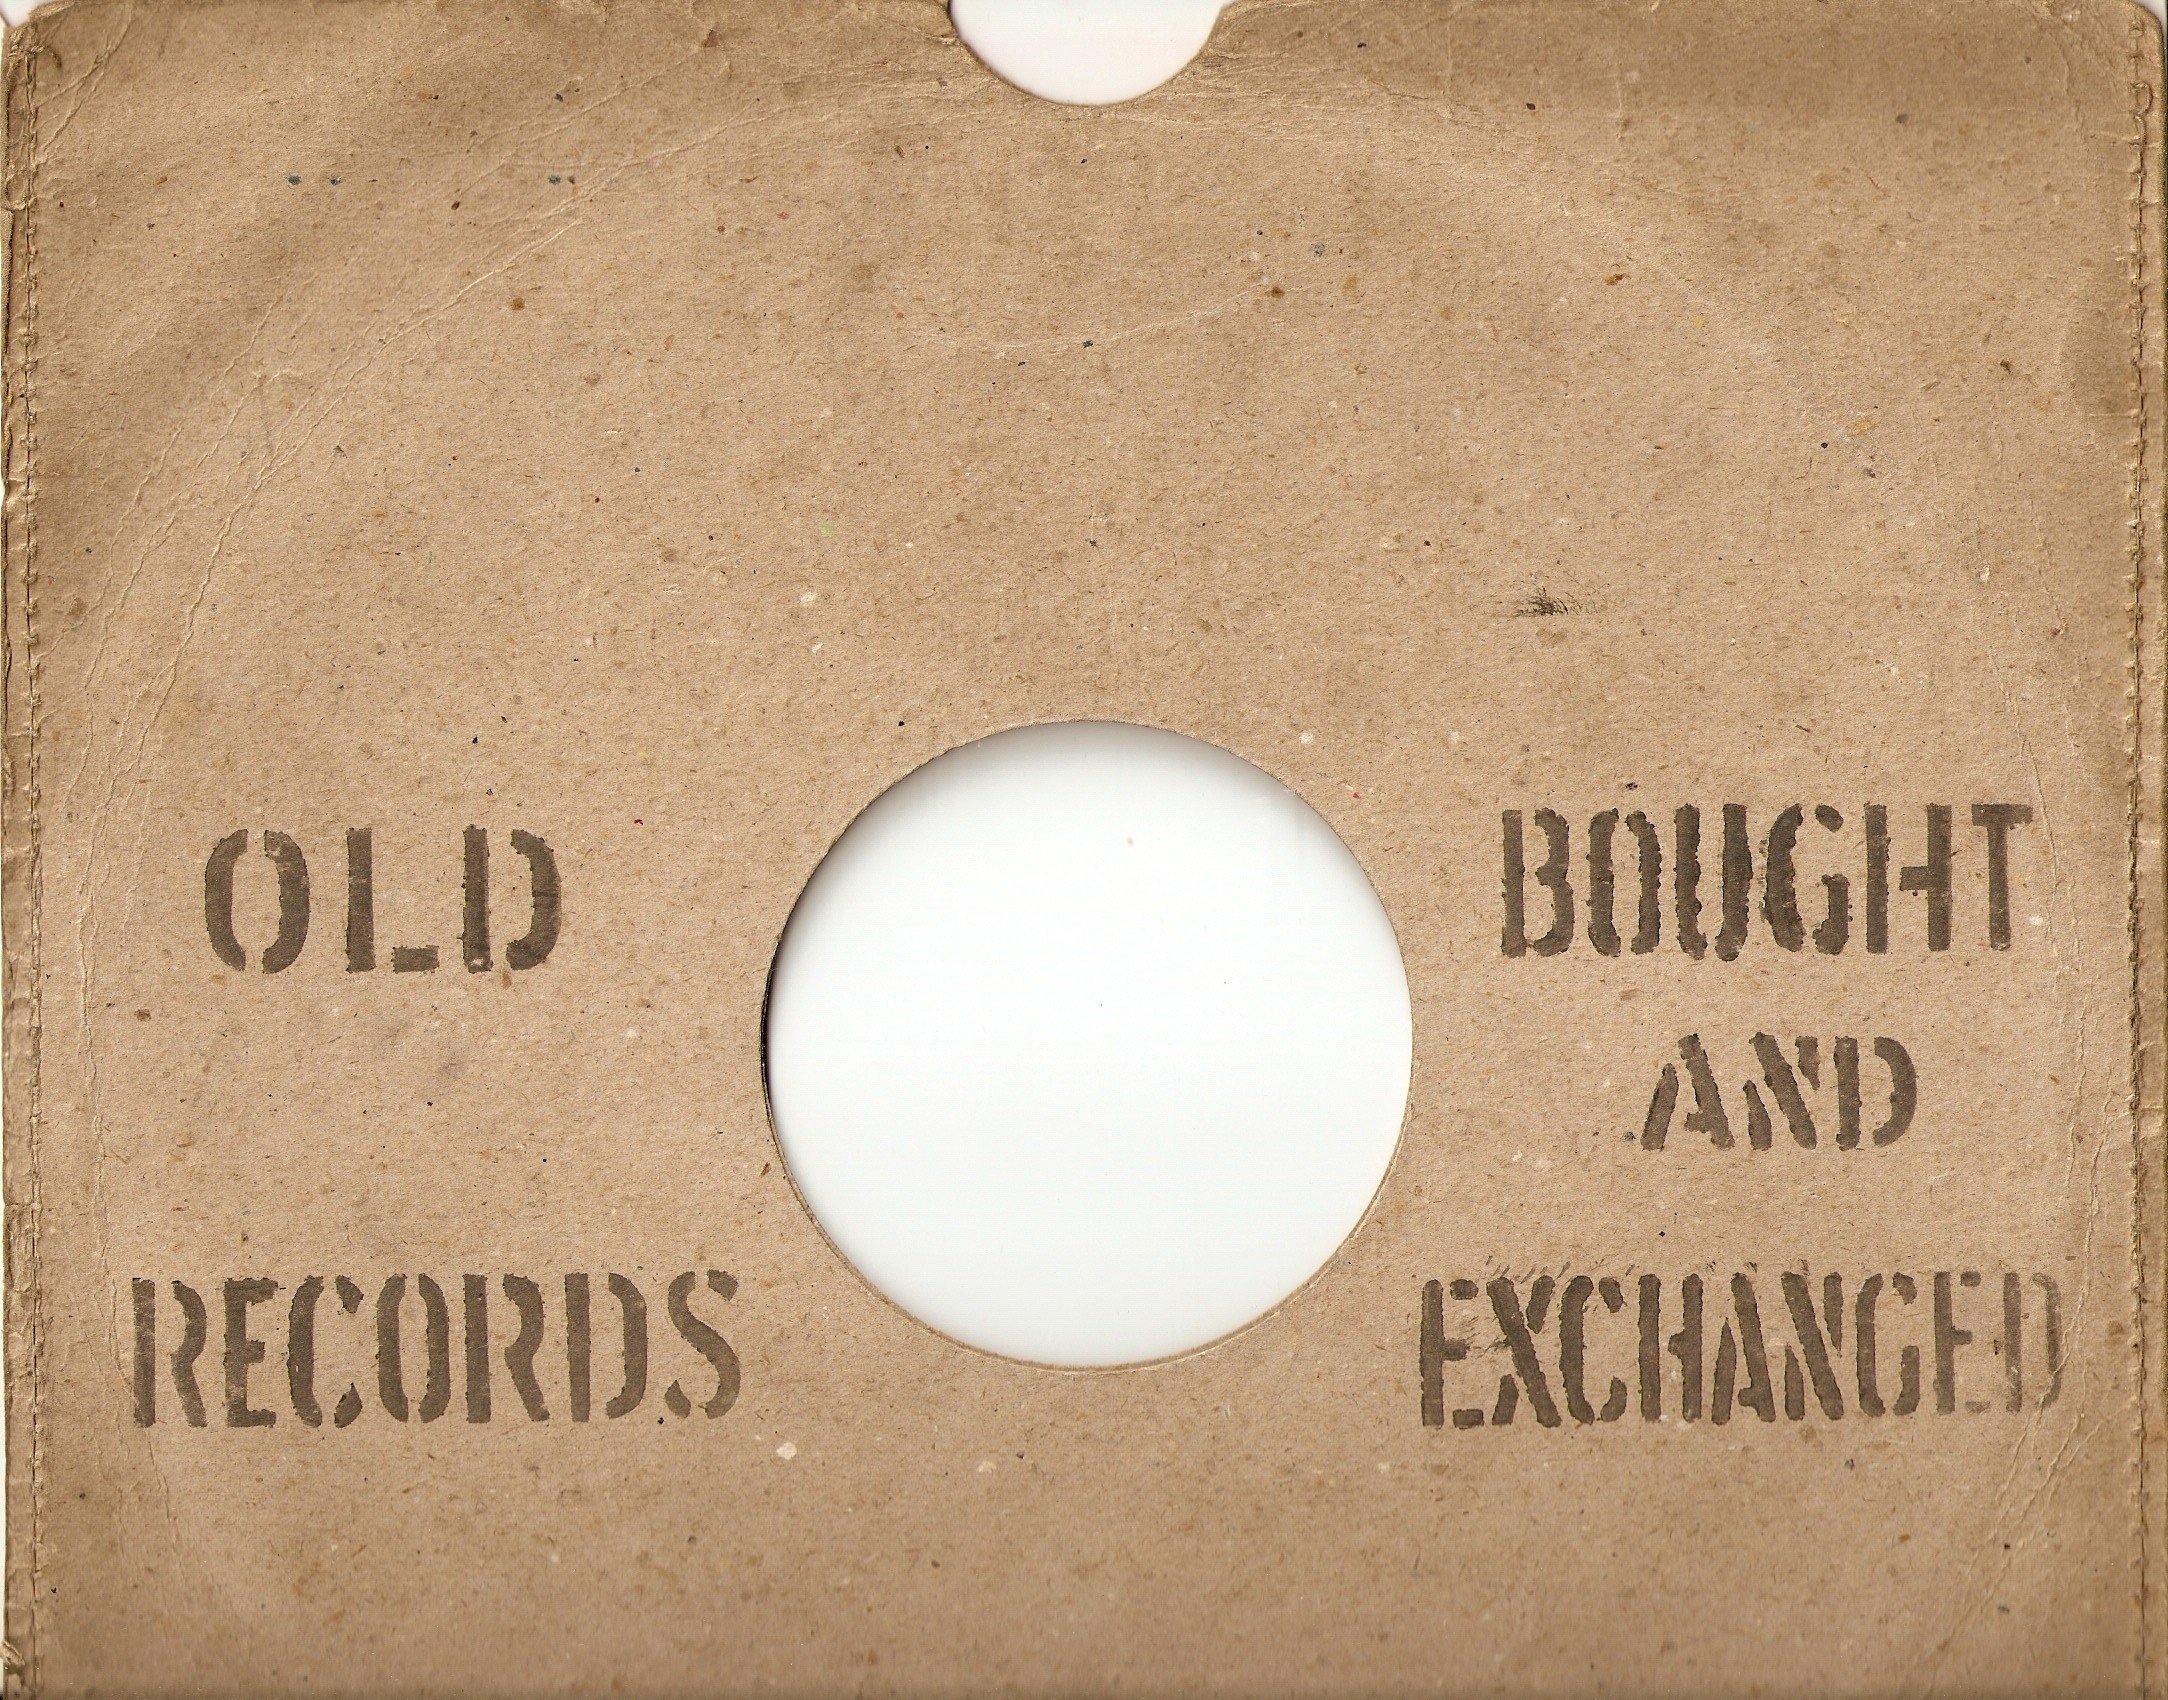 OLD
RECORDS
BOUGHT
AND
EXCHANGED